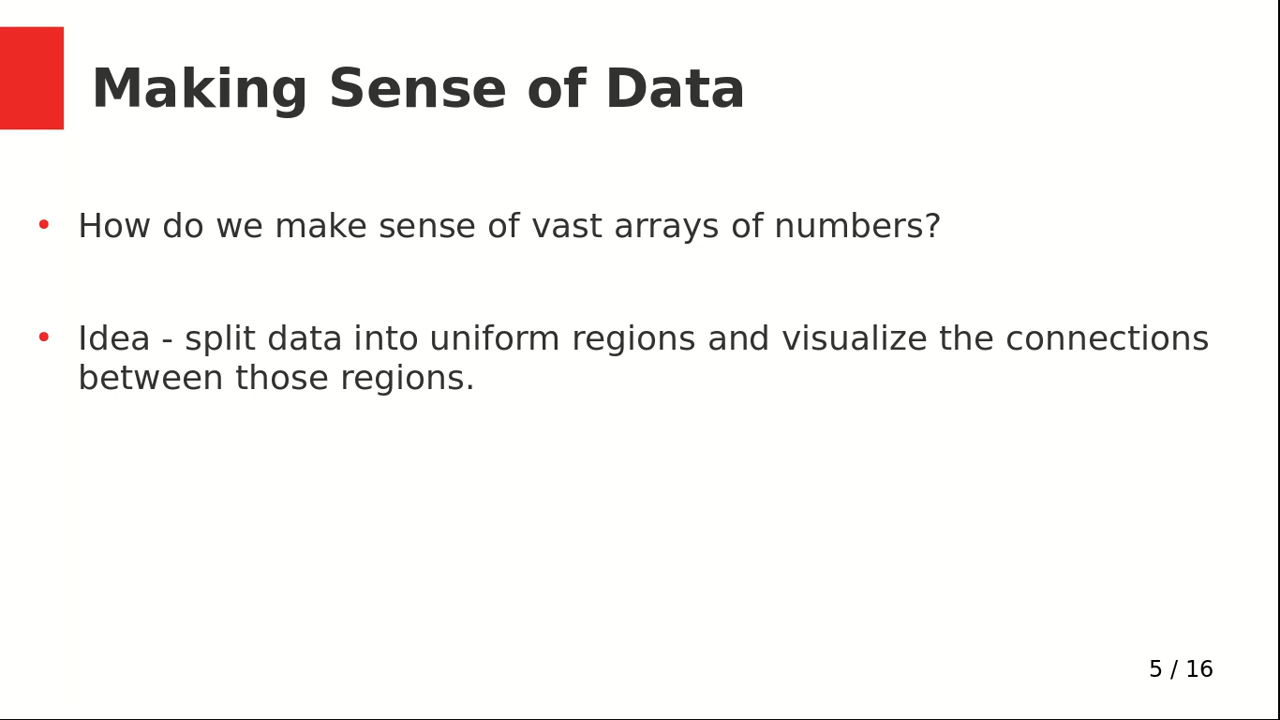 Making Sense of Data
• How do we make sense of vast arrays of numbers?
• Idea - split data into uniform regions and visualize the connections
between those regions.
5 / 16